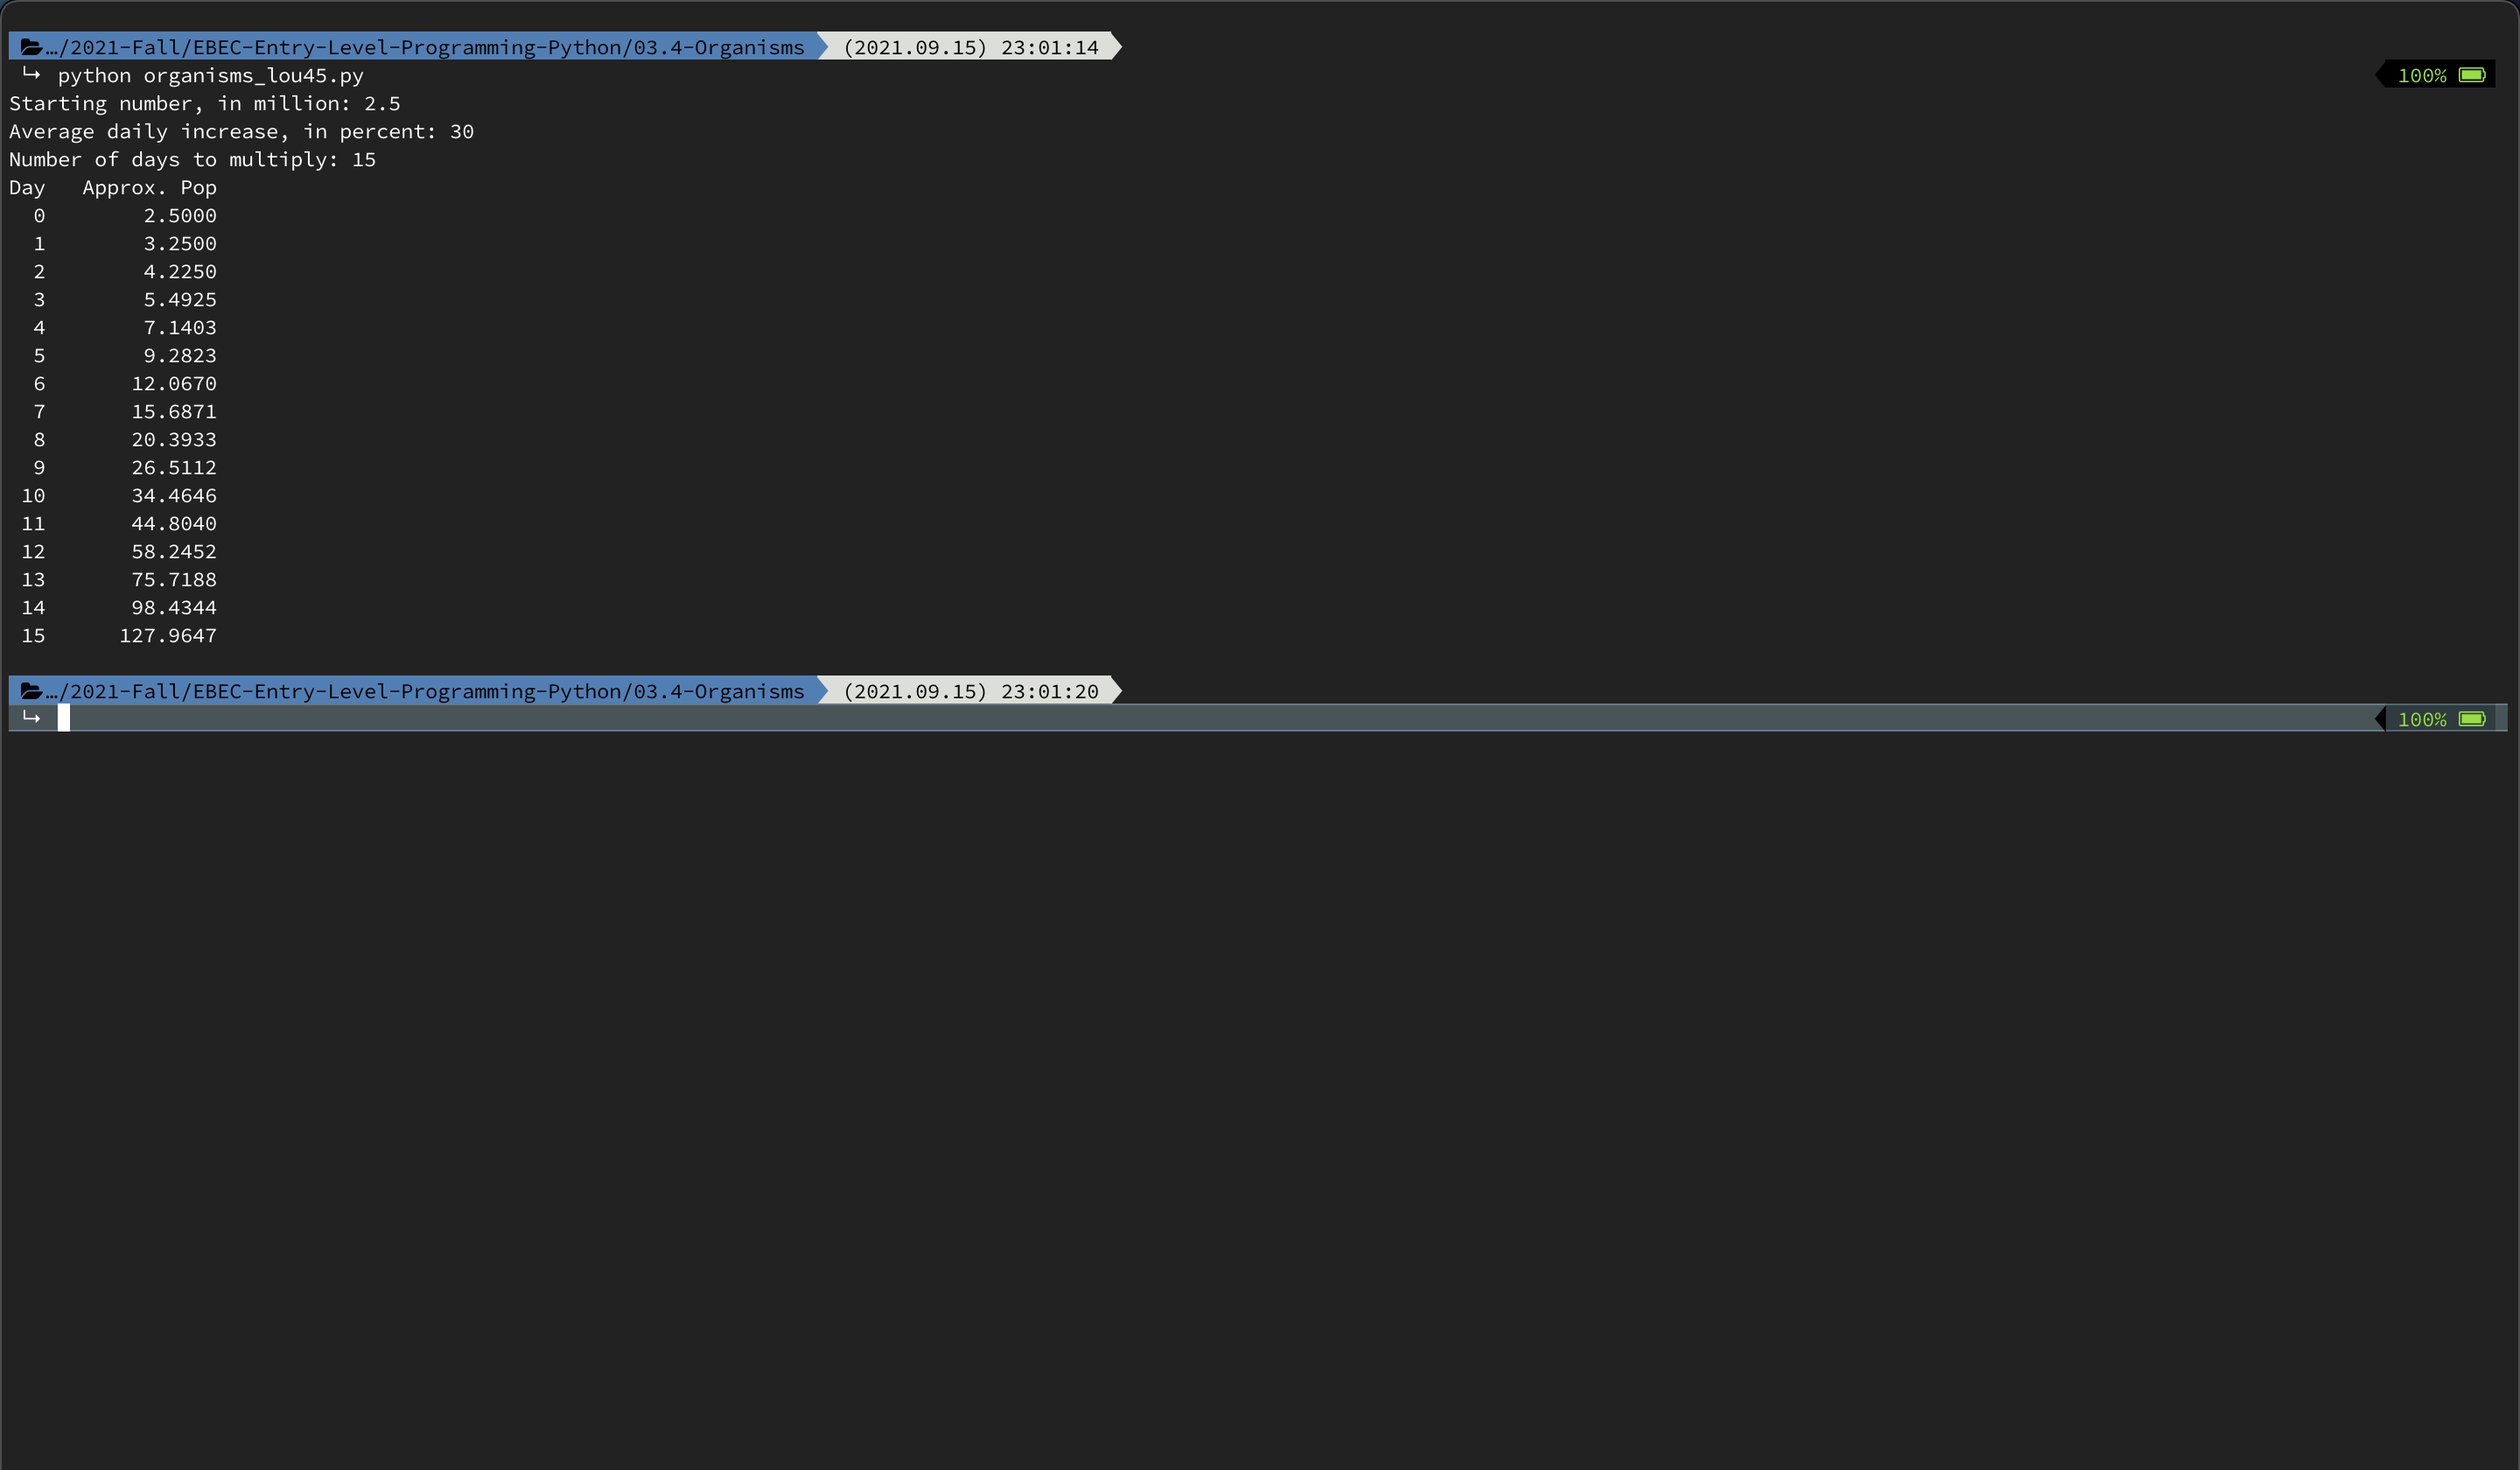 …/2021-Fall/EBEC-Entry-Level-Programming-Python/03.4-Organisms (2021.09.15) 23:01:14
↳ python organisms_lou45.py 100%
Starting number, in million: 2.5
Average daily increase, in percent: 30
Number of days to multiply: 15
Day   Approx. Pop
  0        2.5000
  1        3.2500
  2        4.2250
  3        5.4925
  4        7.1403
  5        9.2823
  6       12.0670
  7       15.6871
  8       20.3933
  9       26.5112
 10       34.4646
 11       44.8040
 12       58.2452
 13       75.7188
 14       98.4344
 15      127.9647
…/2021-Fall/EBEC-Entry-Level-Programming-Python/03.4-Organisms (2021.09.15) 23:01:20
↳ 100%